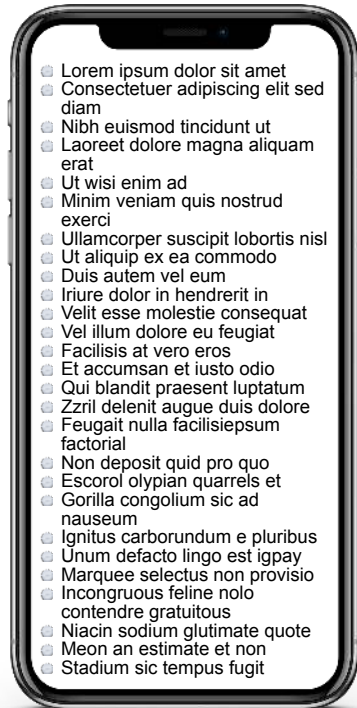 Lorem ipsum dolor sit amet
Consectetuer adipiscing elit sed
diam
Nibh euismod tincidunt ut
Laoreet dolore magna aliquam
erat
Ut wisi enim ad
Minim veniam quis nostrud
exerci
Ullamcorper suscipit lobortis nisl
Ut aliquip ex ea commodo
Duis autem vel eum
Iriure dolor in hendrerit in
Velit esse molestie consequat
Vel illum dolore eu feugiat
Facilisis at vero eros
Et accumsan et iusto odio
Qui blandit praesent luptatum
Zzril delenit augue duis dolore
Feugait nulla facilisiepsum
factorial
Non deposit quid pro quo
Escorol olypian quarrels et
Gorilla congolium sic ad
nauseum
Ignitus carborundum e pluribus
Unum defacto lingo est igpay
Marquee selectus non provisio
Incongruous feline nolo
contendre gratuitous
Niacin sodium glutimate quote
Meon an estimate et non
Stadium sic tempus fugit